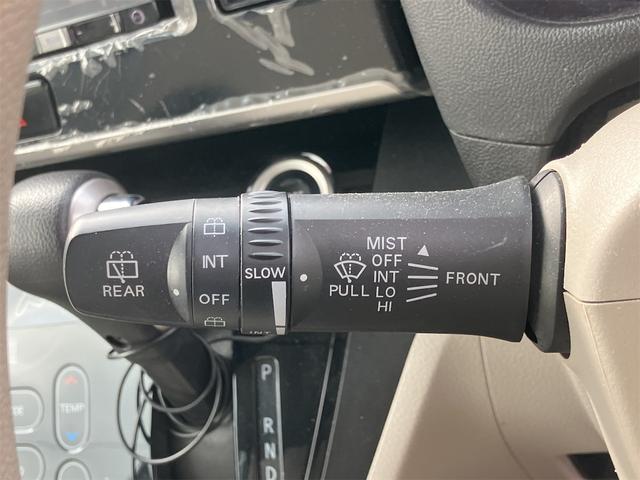 REAR
INT
OFF
SLOW
PULL
MIST
OFF
INT
LO
HI
FRONT
TEMP
P
R
N
D